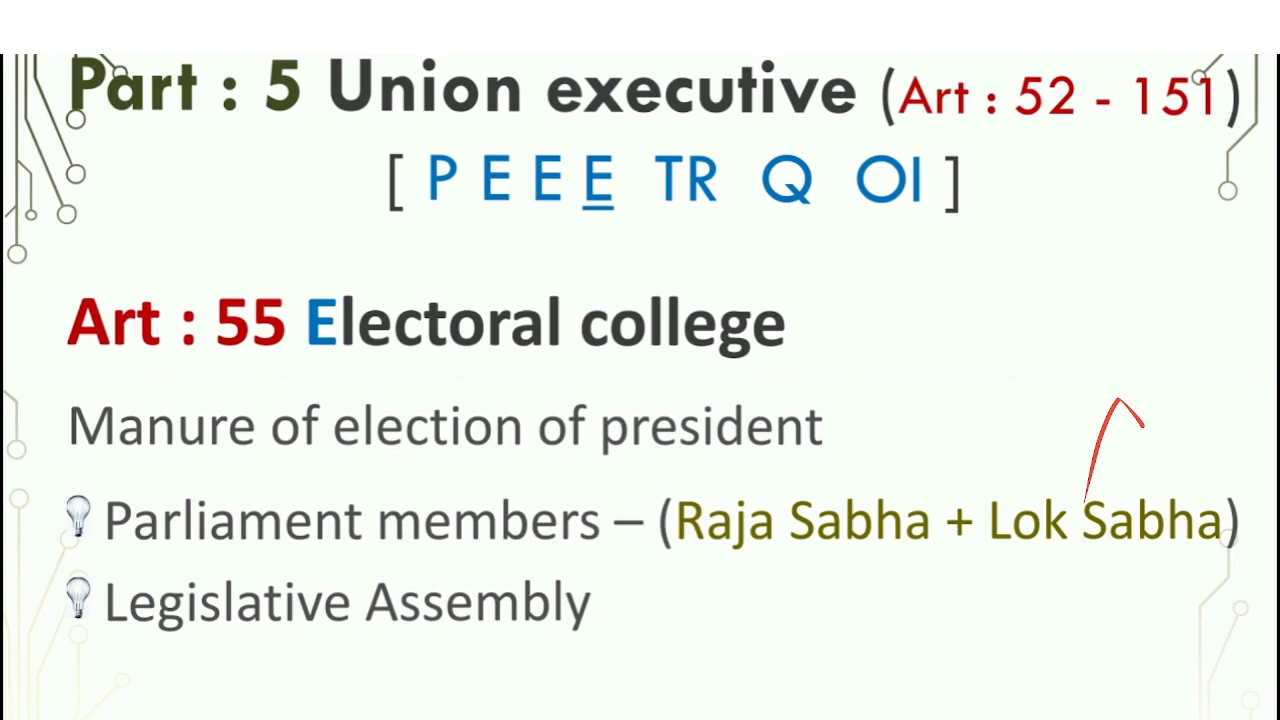 Part : 5 Union executive (Art : 52 - 151)
[ P E E E TR Q OI ]
Art : 55 Electoral college
Manure of election of president
Parliament members – (Raja Sabha + Lok Sabha)
Legislative Assembly